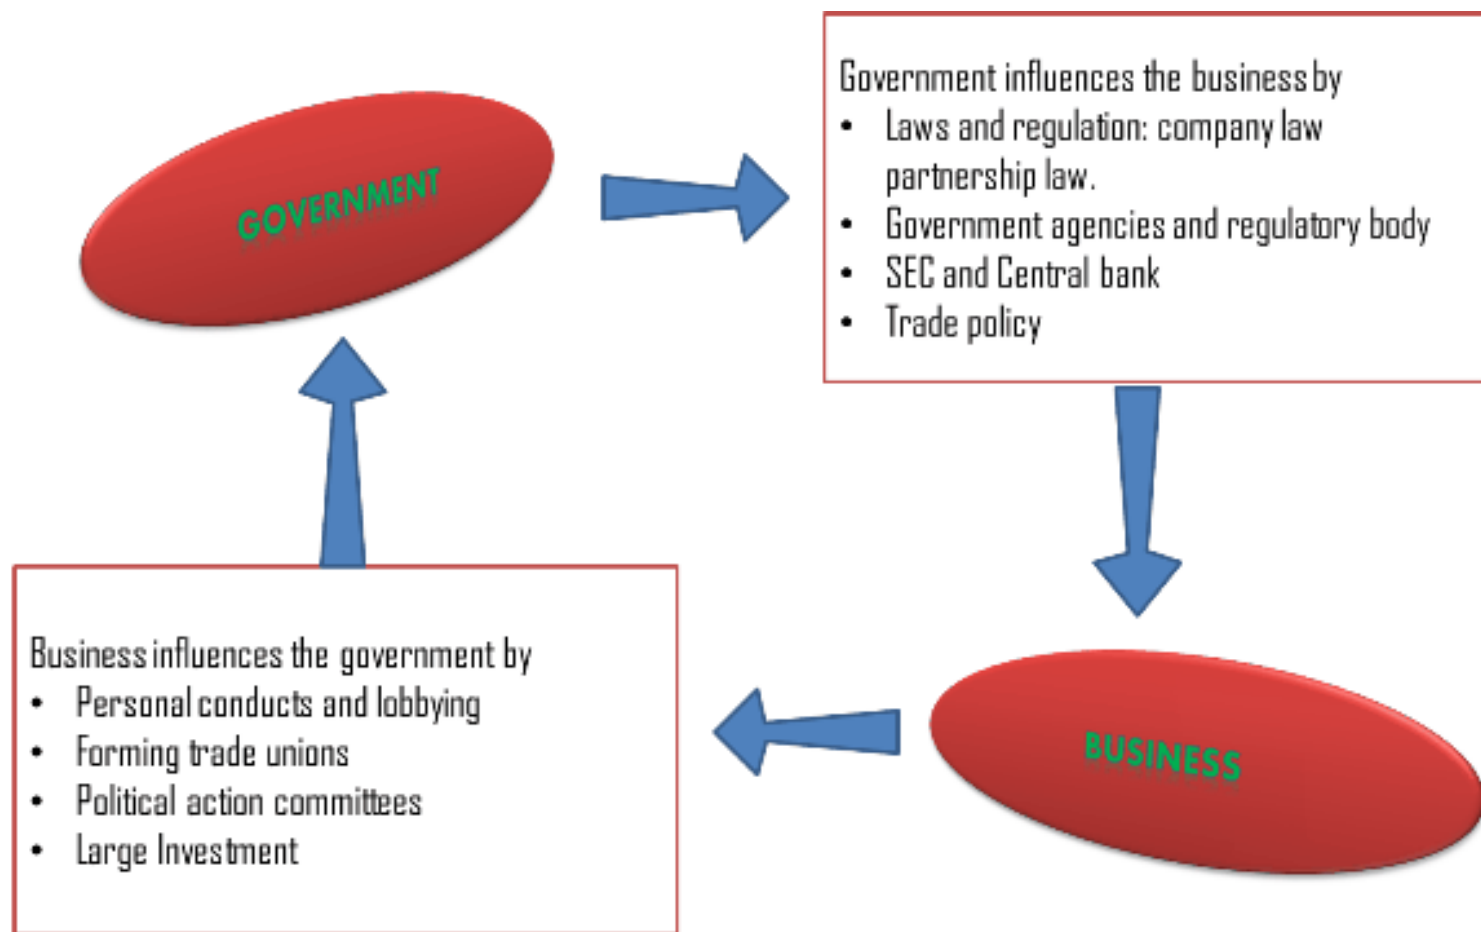 GOVERNMENT
Government influences the business by
• Laws and regulation: company law
partnership law.
• Government agencies and regulatory body
• SEC and Central bank
• Trade policy
Business influences the government by
• Personal conducts and lobbying
• Forming trade unions
• Political action committees
• Large Investment
BUSINESS